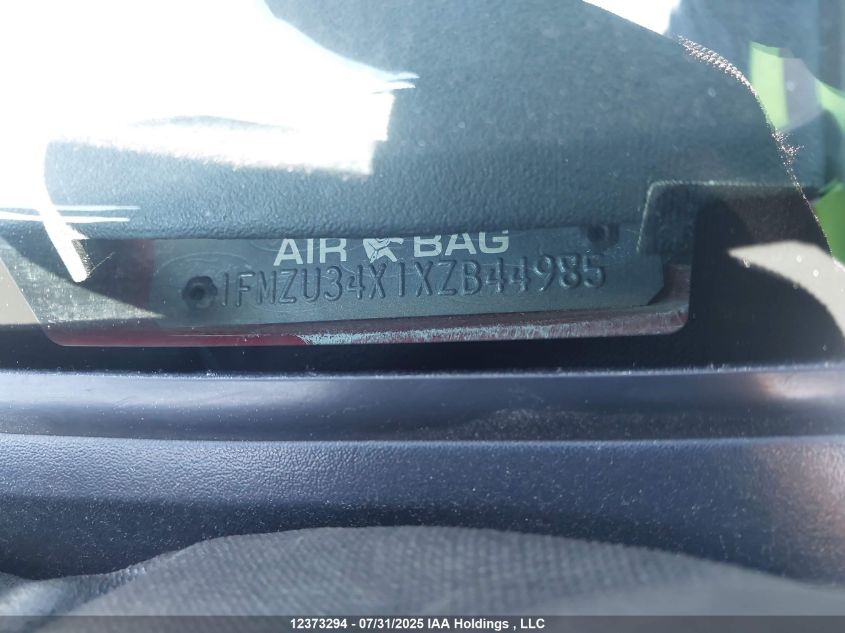 AIR BAG
1FMZU34X1XZB44985
12373294 - 07/31/2025 IAA Holdings , LLC